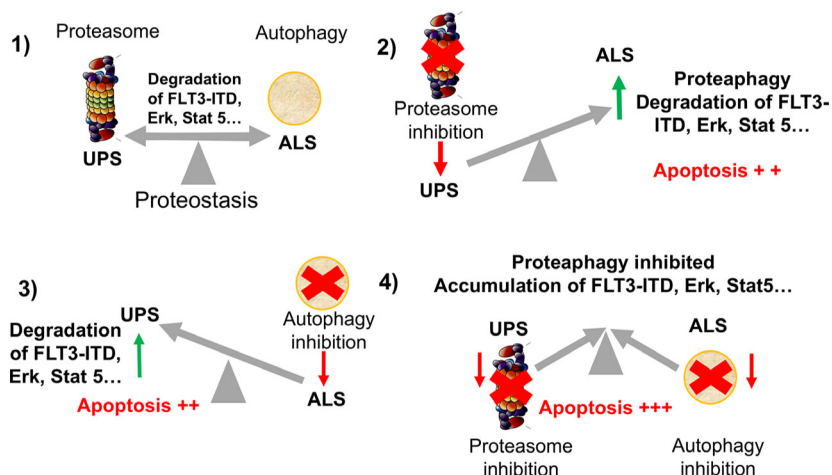 1)
Proteasome
Autophagy
Degradation
of FLT3-ITD,
Erk, Stat 5...
UPS
ALS
Proteostasis
2)
Proteasome
inhibition
UPS
ALS
Proteaphagy
Degradation of FLT3-
ITD, Erk, Stat 5...
Apoptosis + +
3)
UPS
Degradation
of FLT3-ITD,
Erk, Stat 5...
Apoptosis ++
Autophagy
inhibition
ALS
4)
Proteaphagy inhibited
Accumulation of FLT3-ITD, Erk, Stat5...
UPS
ALS
Apoptosis +++
Proteasome
inhibition
Autophagy
inhibition